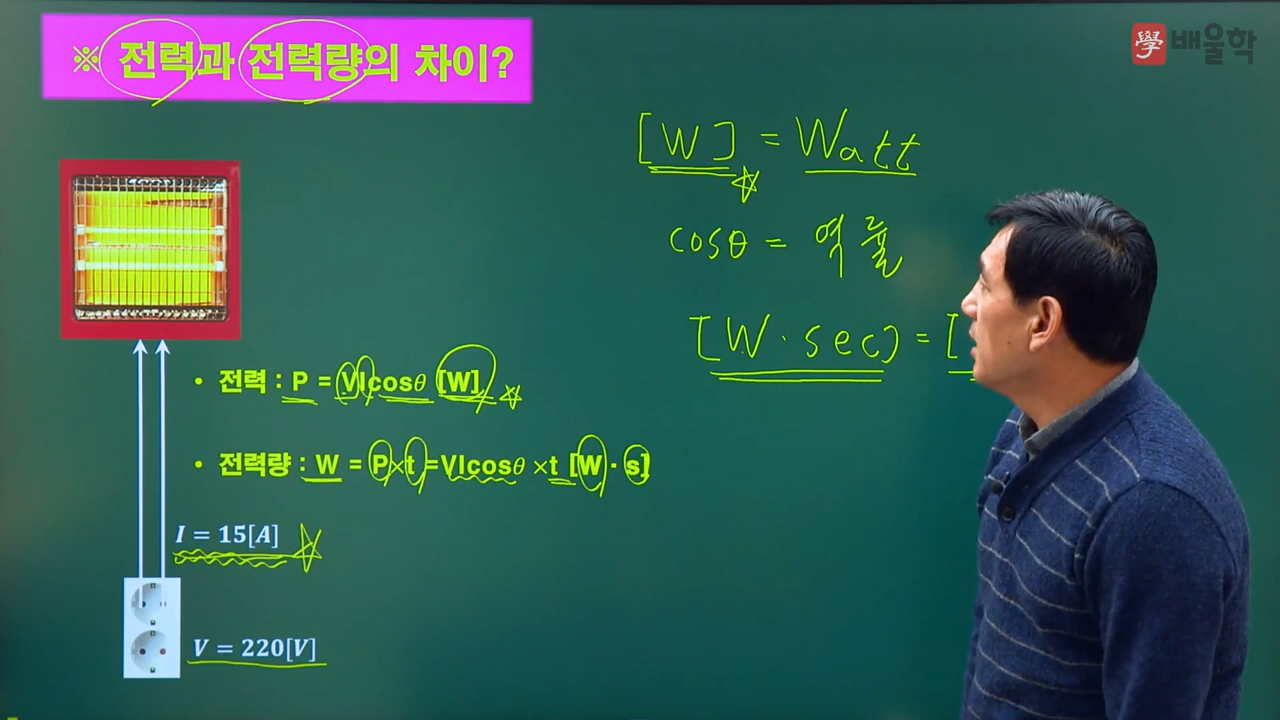 ※ 전력과 전력량의 차이?
學 배울학
[W] = Watt
cosθ = 역률
[W·sec) = [
• 전력 : P = VIcosθ [W]
• 전력량 : W = P×t=VIcosθ ×t [W·s]
I = 15[A]
V = 220[V]